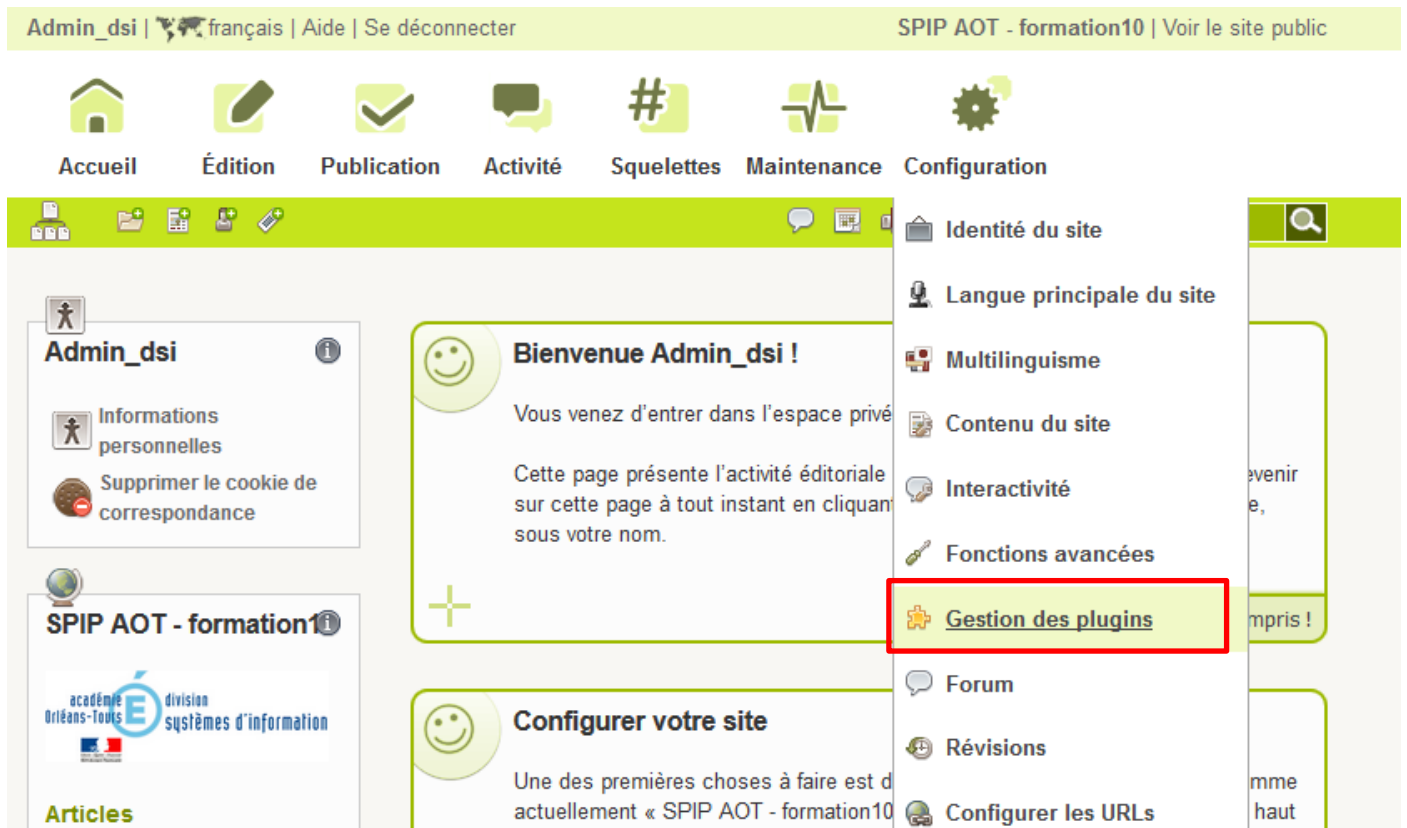 Admin_dsi | français | Aide | Se déconnecter
SPIP AOT - formation10 | Voir le site public
Accueil
Édition
Publication
Activité
Squelettes
Maintenance
Configuration
Identité du site
Langue principale du site
Multilinguisme
Contenu du site
Interactivité
Fonctions avancées
Gestion des plugins
Forum
Révisions
Configurer les URLs
Admin_dsi
Informations
personnelles
Supprimer le cookie de
correspondance
SPIP AOT - formation1
académie
Orléans-Tours
division
systèmes d'information
Articles
Bienvenue Admin_dsi !
Vous venez d'entrer dans l'espace privé
Cette page présente l'activité éditoriale
evenir
sur cette page à tout instant en cliquan
e,
sous votre nom.
mpris !
Configurer votre site
Une des premières choses à faire est d
mme
actuellement « SPIP AOT - formation10
haut